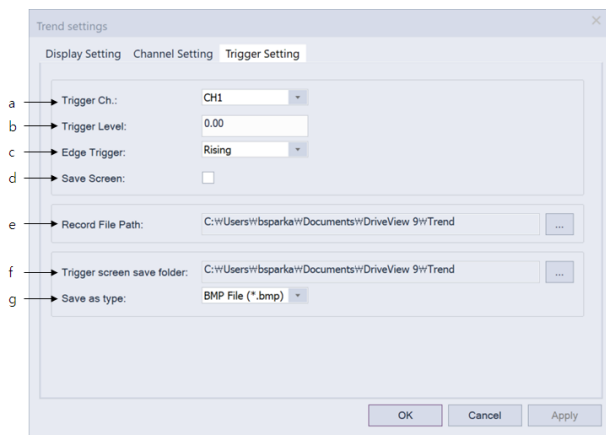 Trend settings
Display Setting Channel Setting Trigger Setting
a Trigger Ch.: CH1
b Trigger Level: 0.00
c Edge Trigger: Rising
d Save Screen:
e Record File Path: C:₩Users₩bsparka₩Documents₩DriveView 9₩Trend ...
f Trigger screen save folder: C:₩Users₩bsparka₩Documents₩DriveView 9₩Trend ...
g Save as type: BMP File (*.bmp)
OK Cancel Apply